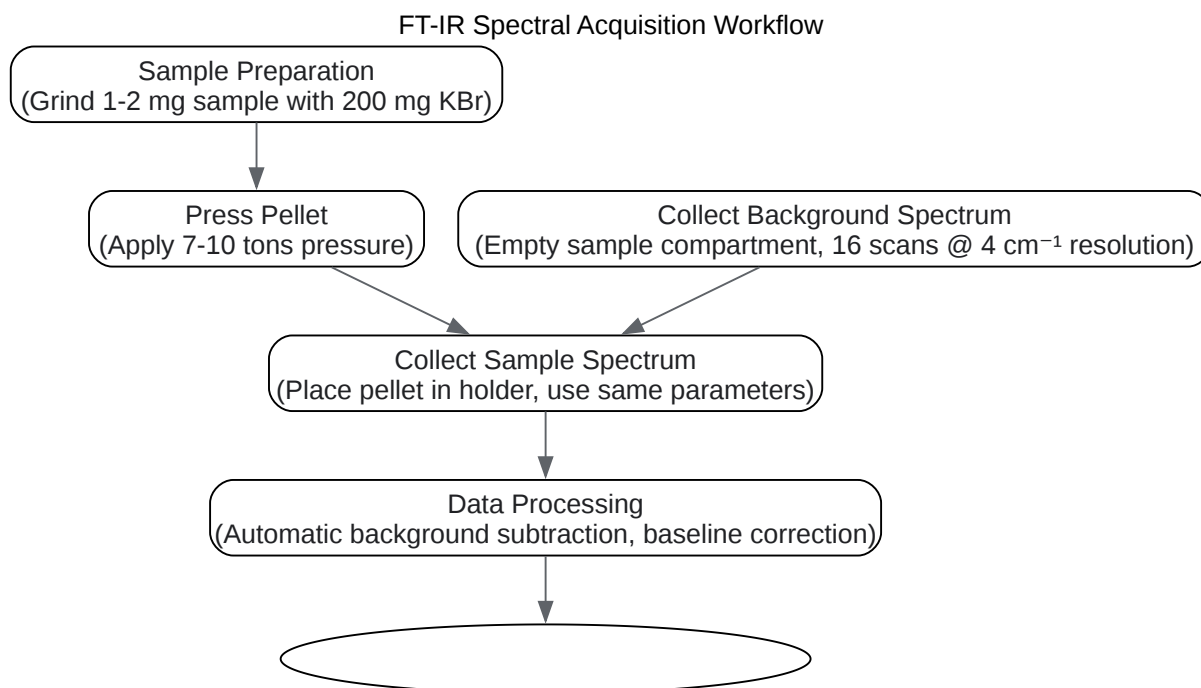 FT-IR Spectral Acquisition Workflow
Sample Preparation
(Grind 1-2 mg sample with 200 mg KBr)
Press Pellet
(Apply 7-10 tons pressure)
Collect Background Spectrum
(Empty sample compartment, 16 scans @ 4 cm⁻¹ resolution)
Collect Sample Spectrum
(Place pellet in holder, use same parameters)
Data Processing
(Automatic background subtraction, baseline correction)